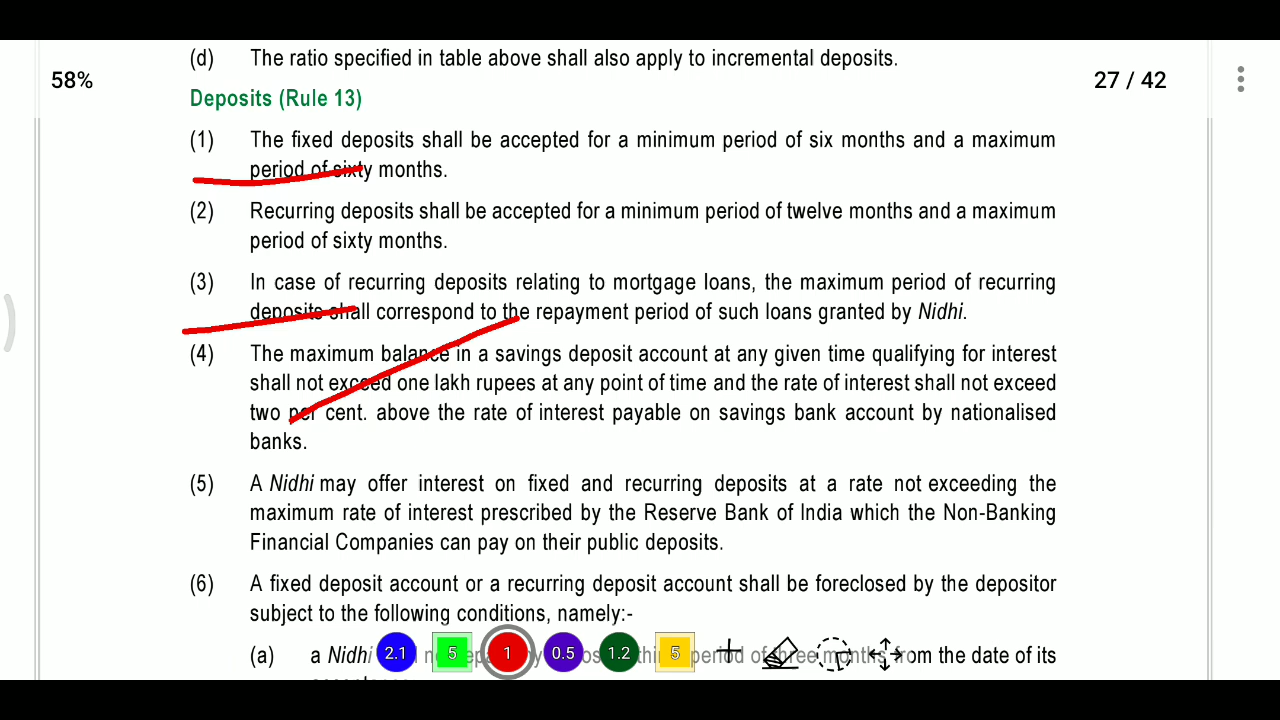 (d) The ratio specified in table above shall also apply to incremental deposits.
58%
27 / 42
Deposits (Rule 13)
(1) The fixed deposits shall be accepted for a minimum period of six months and a maximum
period of sixty months.
(2) Recurring deposits shall be accepted for a minimum period of twelve months and a maximum
period of sixty months.
(3) In case of recurring deposits relating to mortgage loans, the maximum period of recurring
deposits shall correspond to the repayment period of such loans granted by Nidhi.
(4) The maximum balance in a savings deposit account at any given time qualifying for interest
shall not exceed one lakh rupees at any point of time and the rate of interest shall not exceed
two per cent. above the rate of interest payable on savings bank account by nationalised
banks.
(5) A Nidhi may offer interest on fixed and recurring deposits at a rate not exceeding the
maximum rate of interest prescribed by the Reserve Bank of India which the Non-Banking
Financial Companies can pay on their public deposits.
(6) A fixed deposit account or a recurring deposit account shall be foreclosed by the depositor
subject to the following conditions, namely:-
(a) a Nidhi period of three months from the date of its
2.1 5 1 0.5 1.2 5